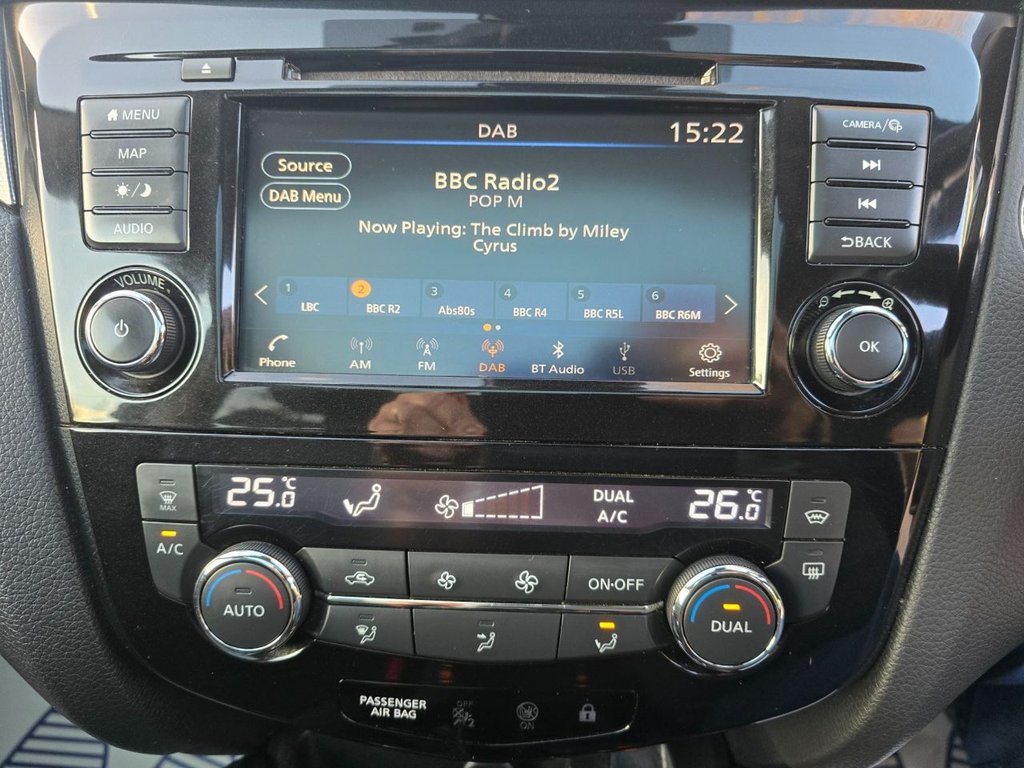 MENU
MAP
AUDIO
VOLUME
DAB
15:22
Source
DAB Menu
BBC Radio2
POP M
Now Playing: The Climb by Miley
Cyrus
1 LBC
2 BBC R2
3 Abs80s
4 BBC R4
5 BBC R5L
6 BBC R6M
Phone
AM
FM
DAB
BT Audio
USB
Settings
CAMERA/
BACK
OK
MAX
25.0°C
DUAL
A/C
26.0°C
A/C
AUTO
ON·OFF
DUAL
PASSENGER
AIR BAG
OFF
ON